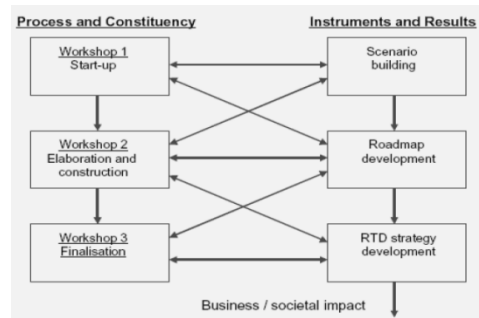 Process and Constituency
Instruments and Results
Workshop 1
Start-up
Scenario
building
Workshop 2
Elaboration and
construction
Roadmap
development
Workshop 3
Finalisation
RTD strategy
development
Business / societal impact